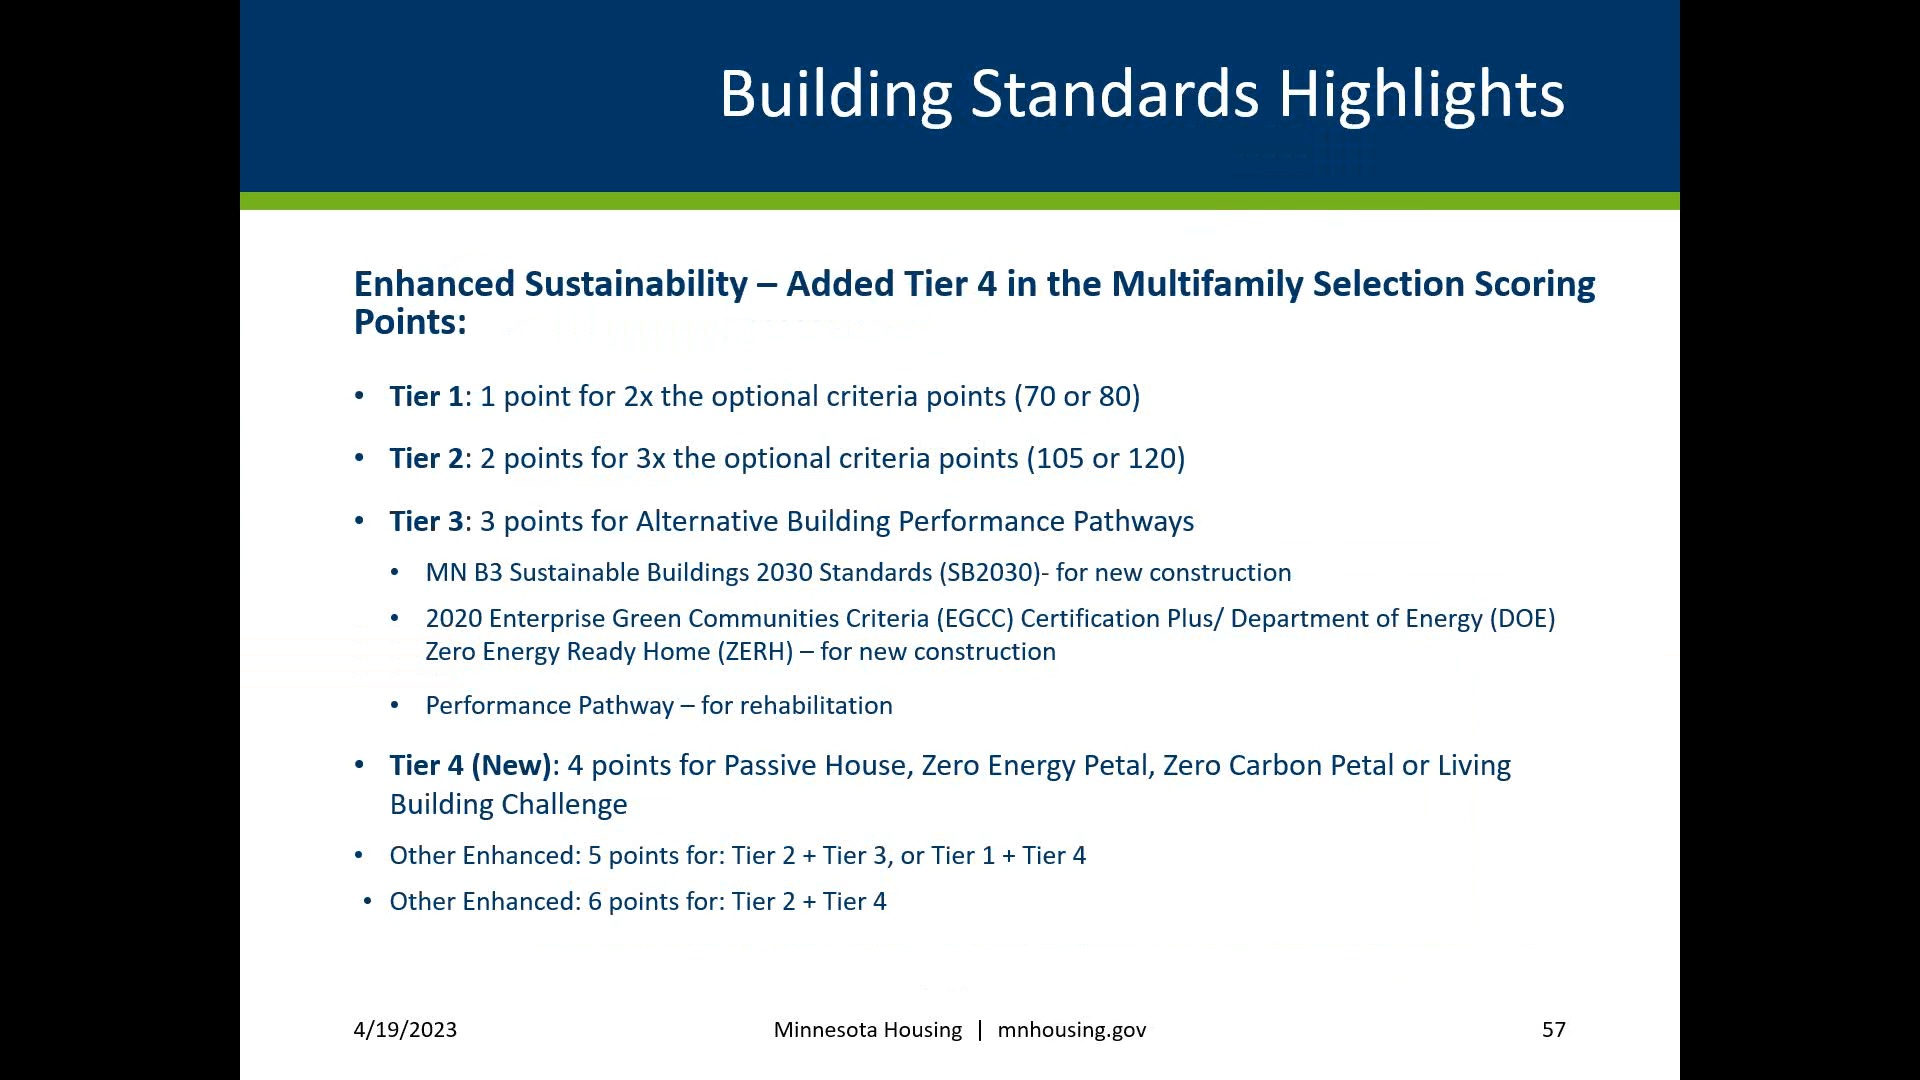 Building Standards Highlights
Enhanced Sustainability – Added Tier 4 in the Multifamily Selection Scoring
Points:
• Tier 1: 1 point for 2x the optional criteria points (70 or 80)
• Tier 2: 2 points for 3x the optional criteria points (105 or 120)
• Tier 3: 3 points for Alternative Building Performance Pathways
• MN B3 Sustainable Buildings 2030 Standards (SB2030)- for new construction
• 2020 Enterprise Green Communities Criteria (EGCC) Certification Plus/ Department of Energy (DOE)
Zero Energy Ready Home (ZERH) – for new construction
• Performance Pathway – for rehabilitation
• Tier 4 (New): 4 points for Passive House, Zero Energy Petal, Zero Carbon Petal or Living
Building Challenge
• Other Enhanced: 5 points for: Tier 2 + Tier 3, or Tier 1 + Tier 4
• Other Enhanced: 6 points for: Tier 2 + Tier 4
4/19/2023 Minnesota Housing | mnhousing.gov 57